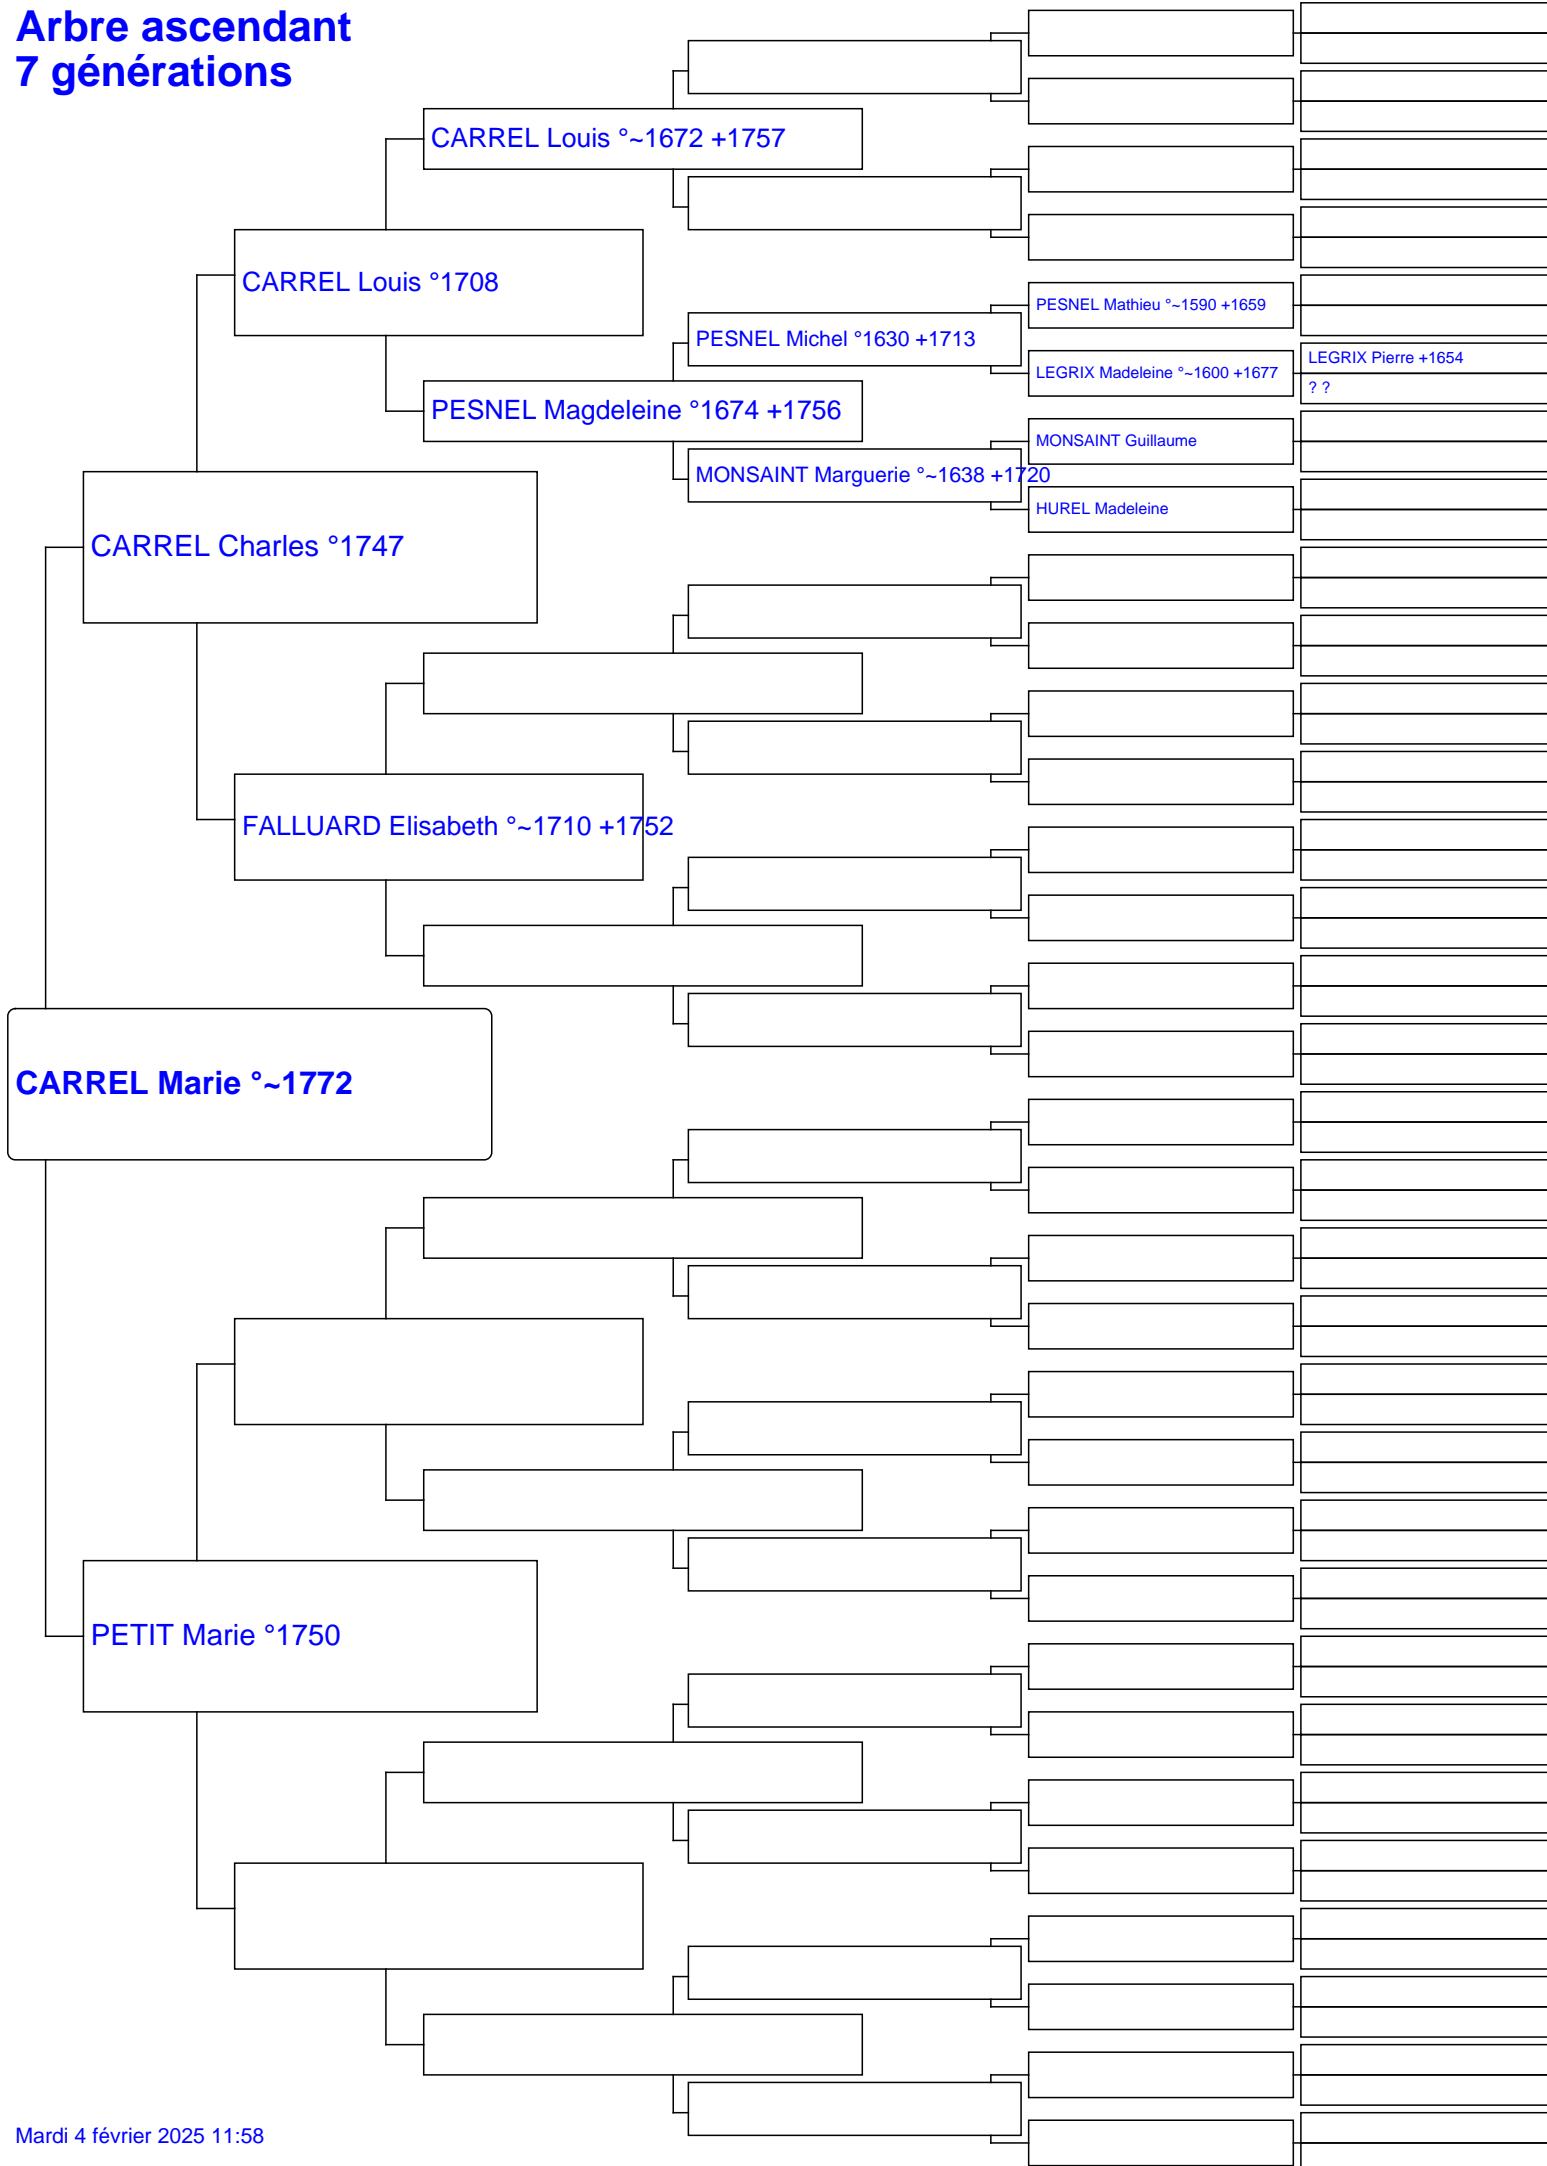 Arbre ascendant
7 générations
CARREL Louis °~1672 +1757
CARREL Louis °1708
PESNEL Mathieu °~1590 +1659
PESNEL Michel °1630 +1713
LEGRIX Pierre +1654
LEGRIX Madeleine °~1600 +1677
? ?
PESNEL Magdeleine °1674 +1756
MONSAINT Guillaume
MONSAINT Marguerie °~1638 +1720
HUREL Madeleine
CARREL Charles °1747
FALLUARD Elisabeth °~1710 +1752
CARREL Marie °~1772
PETIT Marie °1750
Mardi 4 février 2025 11:58